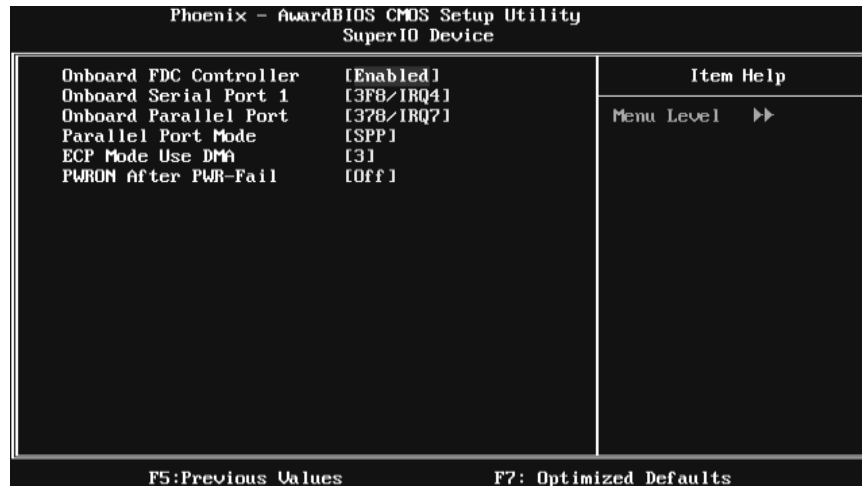 Phoenix - AwardBIOS CMOS Setup Utility
SuperIO Device
Onboard FDC Controller [Enabled]
Onboard Serial Port 1 [3F8/IRQ4]
Onboard Parallel Port [378/IRQ7]
Parallel Port Mode [SPP]
ECP Mode Use DMA [3]
PWRON After PWR-Fail [Off]
Item Help
Menu Level ▶▶
F5:Previous Values F7: Optimized Defaults